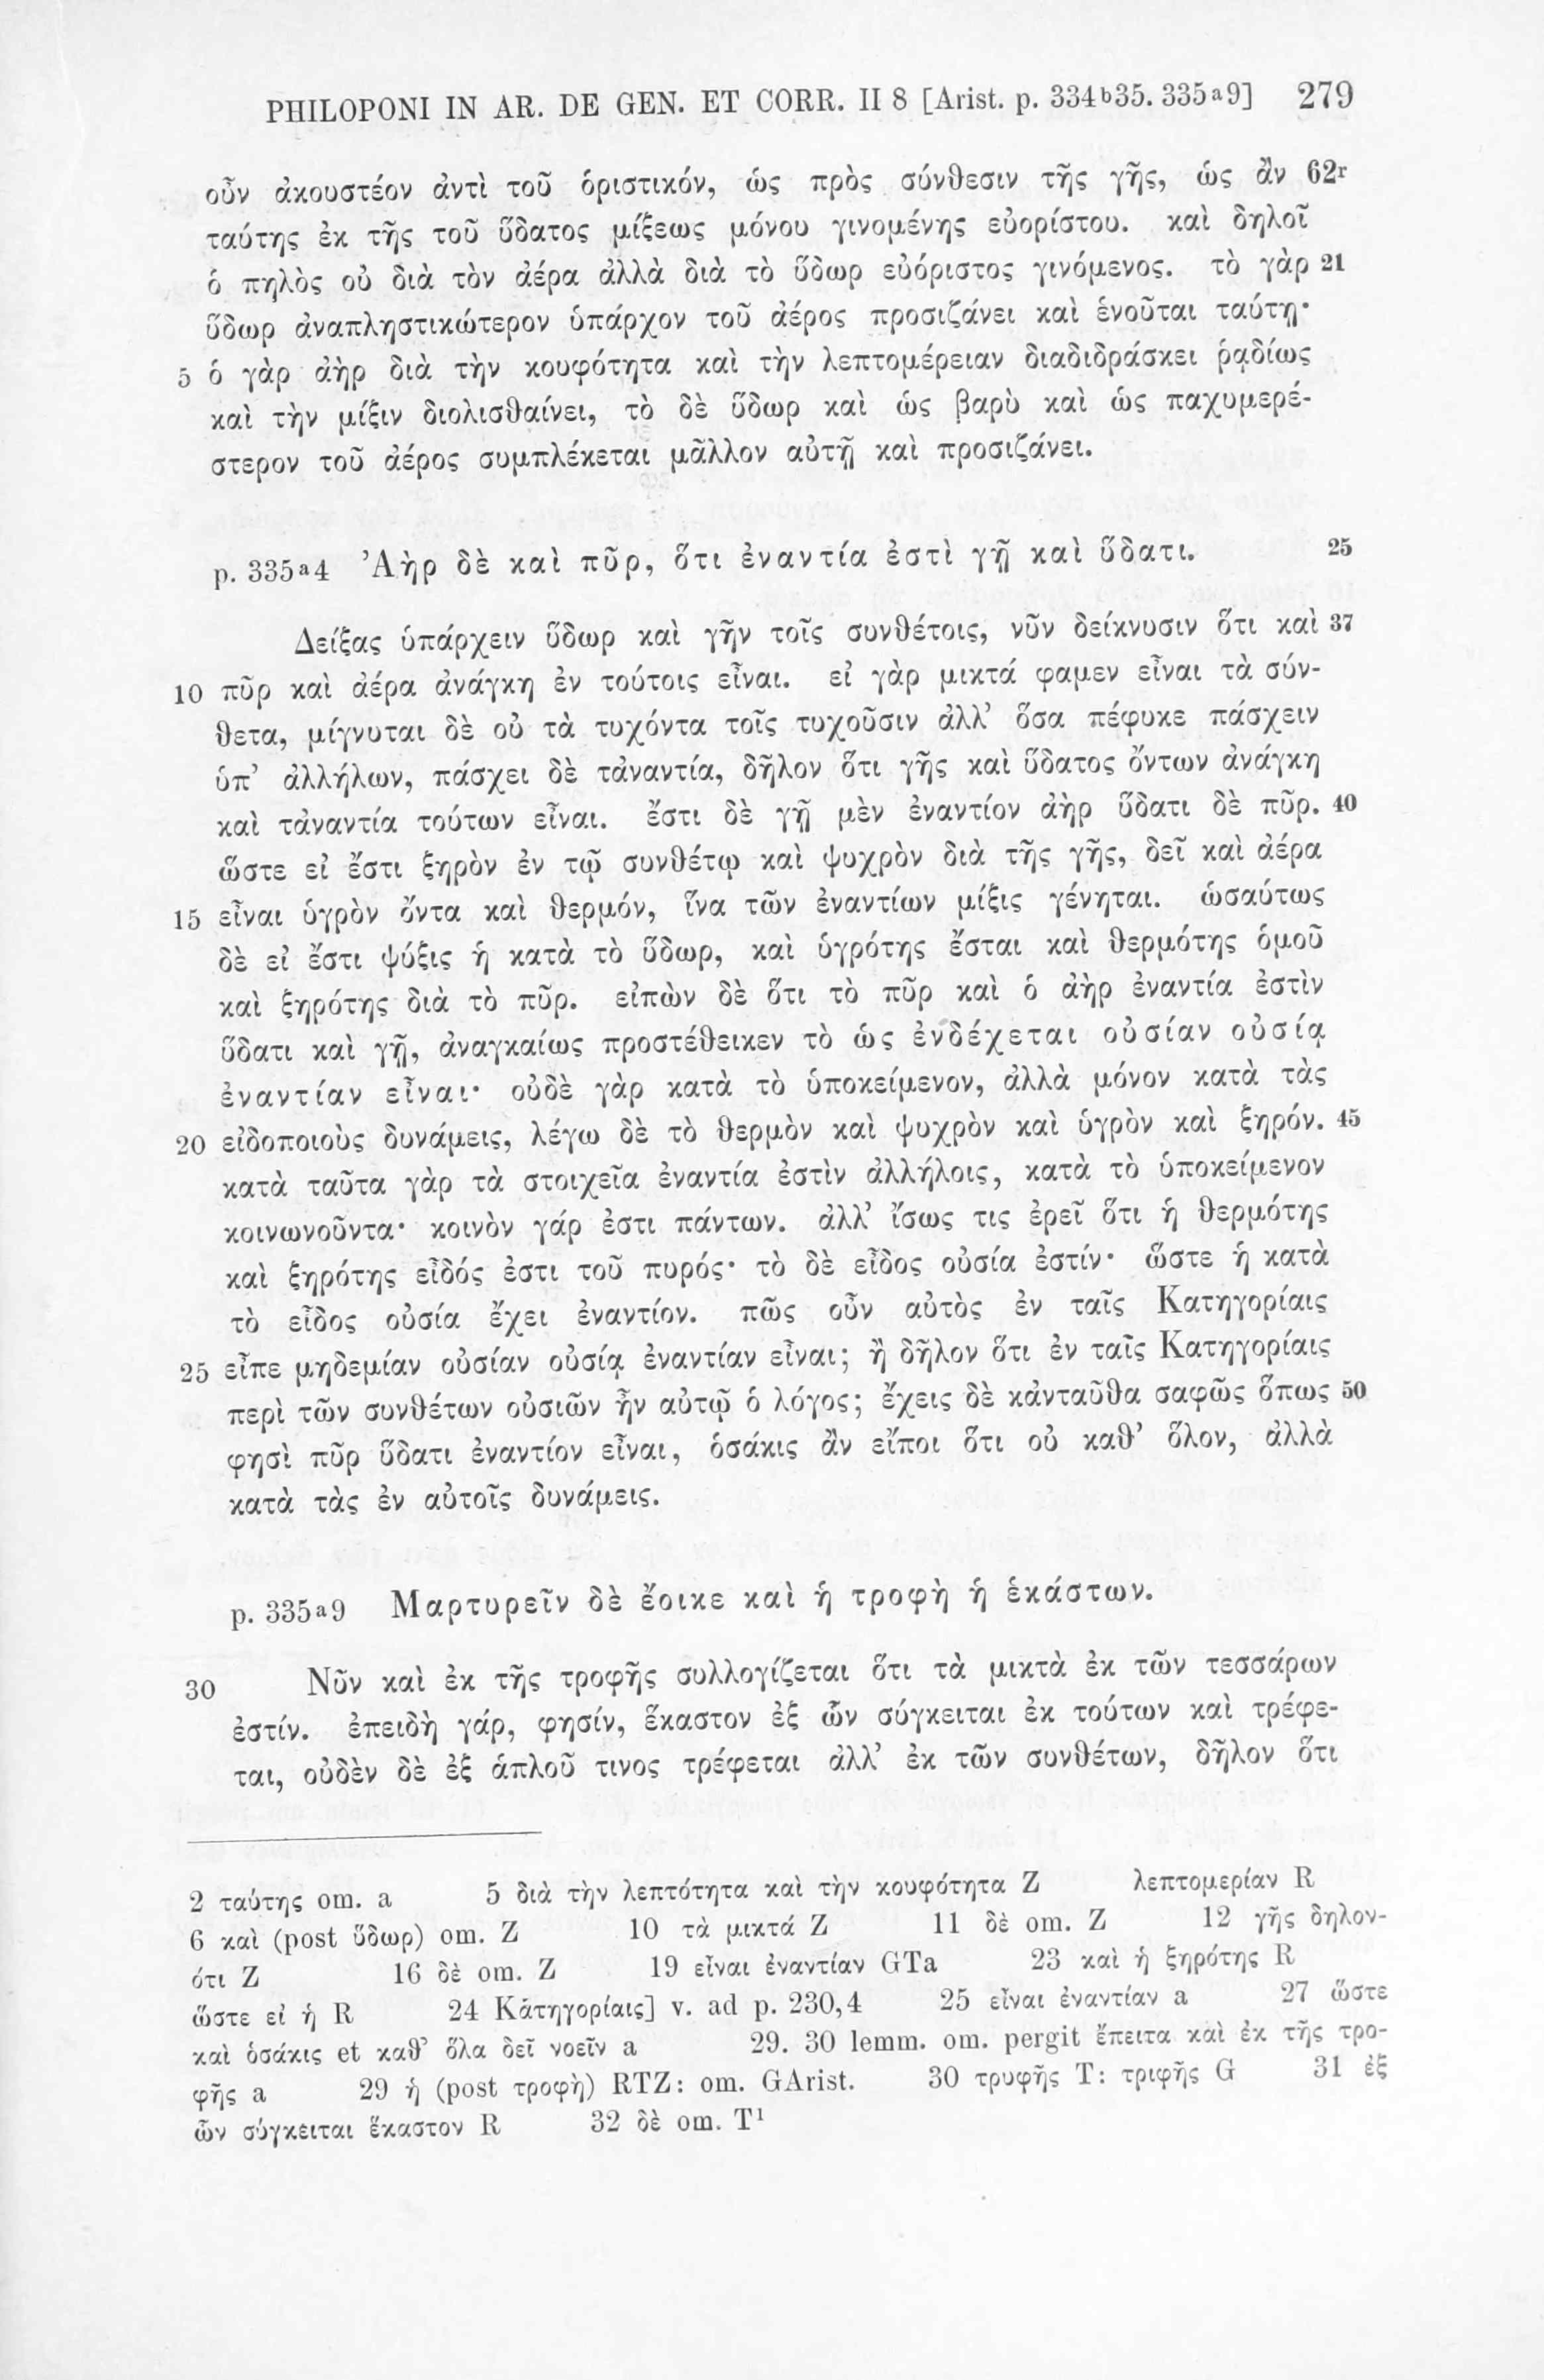 PHILOPONI IN AR. DE GEN. ET CORR. II 8 [Arist. p. 334b35. 335a9] 279
οὖν ἀκουστέον ἀντὶ τοῦ ὁριστικόν, ὡς πρὸς σύνθεσιν τῆς γῆς, ὡς ἂν 62r
ταύτης ἐκ τῆς τοῦ ὕδατος μίξεως μόνου γινομένης εὐορίστου. καὶ δηλοῖ
ὁ πηλὸς οὐ διὰ τὸν ἀέρα ἀλλὰ διὰ τὸ ὕδωρ εὐόριστος γινόμενος. τὸ γὰρ 21
ὕδωρ ἀναπληστικώτερον ὑπάρχον τοῦ ἀέρος προσιζάνει καὶ ἑνοῦται ταύτῃ·
5 ὁ γὰρ ἀὴρ διὰ τὴν κουφότητα καὶ τὴν λεπτομέρειαν διαδιδράσκει ῥᾳδίως
καὶ τὴν μίξιν διολισθαίνει, τὸ δὲ ὕδωρ καὶ ὡς βαρὺ καὶ ὡς παχυμερέ-
στερον τοῦ ἀέρος συμπλέκεται μᾶλλον αὐτῇ καὶ προσιζάνει.
p. 335a4 Ἀὴρ δὲ καὶ πῦρ, ὅτι ἐναντία ἐστὶ γῇ καὶ ὕδατι. 25
Δείξας ὑπάρχειν ὕδωρ καὶ γῆν τοῖς συνθέτοις, νῦν δείκνυσιν ὅτι καὶ 37
10 πῦρ καὶ ἀέρα ἀνάγκη ἐν τούτοις εἶναι. εἰ γὰρ μικτά φαμεν εἶναι τὰ σύν-
θετα, μίγνυται δὲ οὐ τὰ τυχόντα τοῖς τυχοῦσιν ἀλλ’ ὅσα πέφυκε πάσχειν
ὑπ’ ἀλλήλων, πάσχει δὲ τἀναντία, δῆλον ὅτι γῆς καὶ ὕδατος ὄντων ἀνάγκη
καὶ τἀναντία τούτων εἶναι. ἔστι δὲ γῇ μὲν ἐναντίον ἀὴρ ὕδατι δὲ πῦρ. 40
ὥστε εἰ ἔστι ξηρὸν ἐν τῷ συνθέτῳ καὶ ψυχρὸν διὰ τῆς γῆς, δεῖ καὶ ἀέρα
15 εἶναι ὑγρὸν ὄντα καὶ θερμόν, ἵνα τῶν ἐναντίων μίξις γένηται. ὡσαύτως
δὲ εἰ ἔστι ψύξις ἡ κατὰ τὸ ὕδωρ, καὶ ὑγρότης ἔσται καὶ θερμότης ὁμοῦ
καὶ ξηρότης διὰ τὸ πῦρ. εἰπὼν δὲ ὅτι τὸ πῦρ καὶ ὁ ἀὴρ ἐναντία ἐστὶν
ὕδατι καὶ γῇ, ἀναγκαίως προστέθεικεν τὸ ὡς ἐνδέχεται οὐσίαν οὐσίᾳ
ἐναντίαν εἶναι· οὐδὲ γὰρ κατὰ τὸ ὑποκείμενον, ἀλλὰ μόνον κατὰ τὰς
20 εἰδοποιοὺς δυνάμεις, λέγω δὲ τὸ θερμὸν καὶ ψυχρὸν καὶ ὑγρὸν καὶ ξηρόν. 45
κατὰ ταῦτα γὰρ τὰ στοιχεῖα ἐναντία ἐστὶν ἀλλήλοις, κατὰ τὸ ὑποκείμενον
κοινωνοῦντα· κοινὸν γάρ ἐστι πάντων. ἀλλ’ ἴσως τις ἐρεῖ ὅτι ἡ θερμότης
καὶ ξηρότης εἶδός ἐστι τοῦ πυρός· τὸ δὲ εἶδος οὐσία ἐστίν· ὥστε ἡ κατὰ
τὸ εἶδος οὐσία ἔχει ἐναντίον. πῶς οὖν αὐτὸς ἐν ταῖς Κατηγορίαις
25 εἶπε μηδεμίαν οὐσίαν οὐσίᾳ ἐναντίαν εἶναι; ἢ δῆλον ὅτι ἐν ταῖς Κατηγορίαις
περὶ τῶν συνθέτων οὐσιῶν ἦν αὐτῷ ὁ λόγος; ἔχεις δὲ κἀνταῦθα σαφῶς ὅπως 50
φησὶ πῦρ ὕδατι ἐναντίον εἶναι, ὁσάκις ἂν εἴποι ὅτι οὐ καθ’ ὅλον, ἀλλὰ
κατὰ τὰς ἐν αὐτοῖς δυνάμεις.
p. 335a9 Μαρτυρεῖν δὲ ἔοικε καὶ ἡ τροφὴ ἡ ἑκάστων.
30 Νῦν καὶ ἐκ τῆς τροφῆς συλλογίζεται ὅτι τὰ μικτὰ ἐκ τῶν τεσσάρων
ἐστίν. ἐπειδὴ γάρ, φησίν, ἕκαστον ἐξ ὧν σύγκειται ἐκ τούτων καὶ τρέφε-
ται, οὐδὲν δὲ ἐξ ἁπλοῦ τινος τρέφεται ἀλλ’ ἐκ τῶν συνθέτων, δῆλον ὅτι
2 ταύτης om. a 5 διὰ τὴν λεπτότητα καὶ τὴν κουφότητα Z λεπτομερίαν R
6 καὶ (post ὕδωρ) om. Z 10 τὰ μικτά Z 11 δὲ om. Z 12 γῆς δηλον-
ότι Z 16 δὲ om. Z 19 εἶναι ἐναντίαν GTa 23 καὶ ἡ ξηρότης R
ὥστε εἰ ἡ R 24 Κατηγορίαις] v. ad p. 230,4 25 εἶναι ἐναντίαν a 27 ὥστε
καὶ ὁσάκις et καθ’ ὅλα δεῖ νοεῖν a 29. 30 lemm. om. pergit ἔπειτα καὶ ἐκ τῆς τρο-
φῆς a 29 ἡ (post τροφὴ) RTZ: om. GArist. 30 τρυφῆς T: τριφῆς G 31 ἐξ
ὧν σύγκειται ἕκαστον R 32 δὲ om. T1